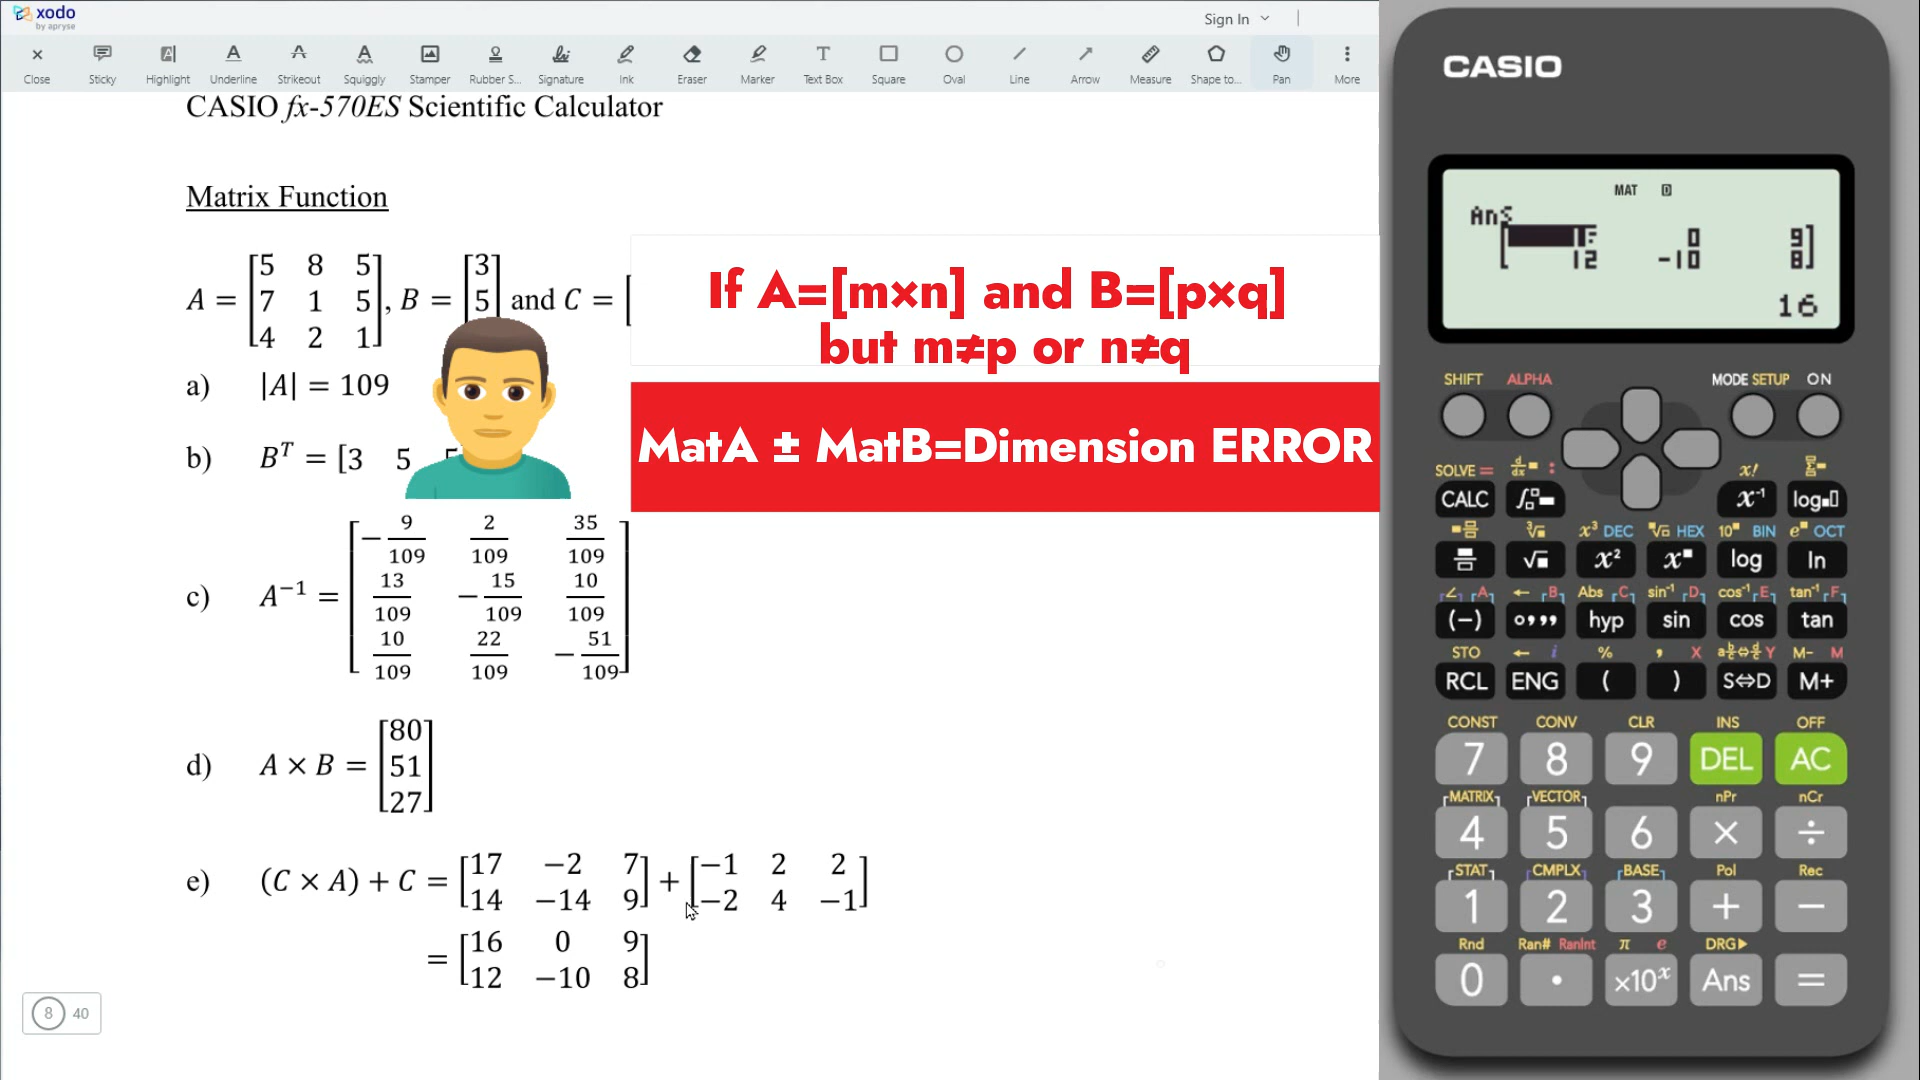 xodo
by apryse
Sign In
Close Sticky Highlight Underline Strikeout Squiggly Stamper Rubber S... Signature Ink Eraser Marker Text Box Square Oval Line Arrow Measure Shape to... Pan More
CASIO fx-570ES Scientific Calculator
Matrix Function
A = [5 8 5; 7 1 5; 4 2 1], B = [3 5 and C = [
If A=[m×n] and B=[p×q]
but m≠p or n≠q
MatA ± MatB=Dimension ERROR
a) |A| = 109
b) Bᵀ = [3 5
c) A⁻¹ = [−9/109 2/109 35/109; 13/109 −15/109 10/109; 10/109 22/109 −51/109]
d) A × B = [80; 51; 27]
e) (C × A) + C = [17 −2 7; 14 −14 9] + [−1 2 2; −2 4 −1]
= [16 0 9; 12 −10 8]
8 40
CASIO
MAT D
Ans
0 9
12 -10 8
16
SHIFT ALPHA MODE SETUP ON
SOLVE = d/dx : x!
CALC x⁻¹ log
x³ DEC HEX 10 BIN e OCT
x² x log ln
∠ A ← B Abs C sin⁻¹ D cos⁻¹ E tan⁻¹ F
(−) hyp sin cos tan
STO ← i % , X Y M− M
RCL ENG ( ) S⇔D M+
CONST CONV CLR INS OFF
7 8 9 DEL AC
MATRIX VECTOR nPr nCr
4 5 6 × ÷
STAT CMPLX BASE Pol Rec
1 2 3 + −
Rnd Ran# RanInt π e DRG▶
0 . ×10ˣ Ans =